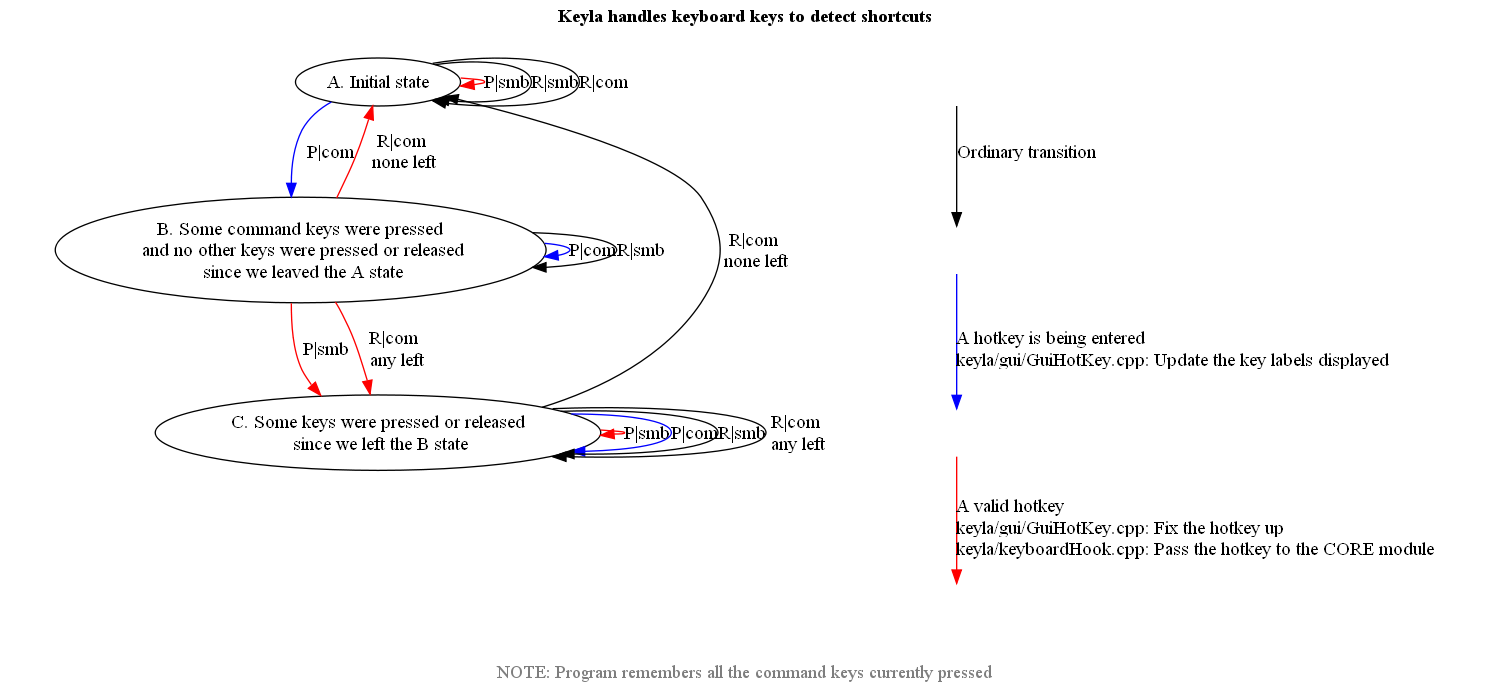 Keyla handles keyboard keys to detect shortcuts
A. Initial state
P|smb
R|smb
R|com
P|com
R|com
none left
Ordinary transition
B. Some command keys were pressed
and no other keys were pressed or released
since we leaved the A state
P|com
R|smb
R|com
none left
P|smb
R|com
any left
A hotkey is being entered
keyla/gui/GuiHotKey.cpp: Update the key labels displayed
C. Some keys were pressed or released
since we left the B state
P|smb
P|com
R|smb
R|com
any left
A valid hotkey
keyla/gui/GuiHotKey.cpp: Fix the hotkey up
keyla/keyboardHook.cpp: Pass the hotkey to the CORE module
NOTE: Program remembers all the command keys currently pressed